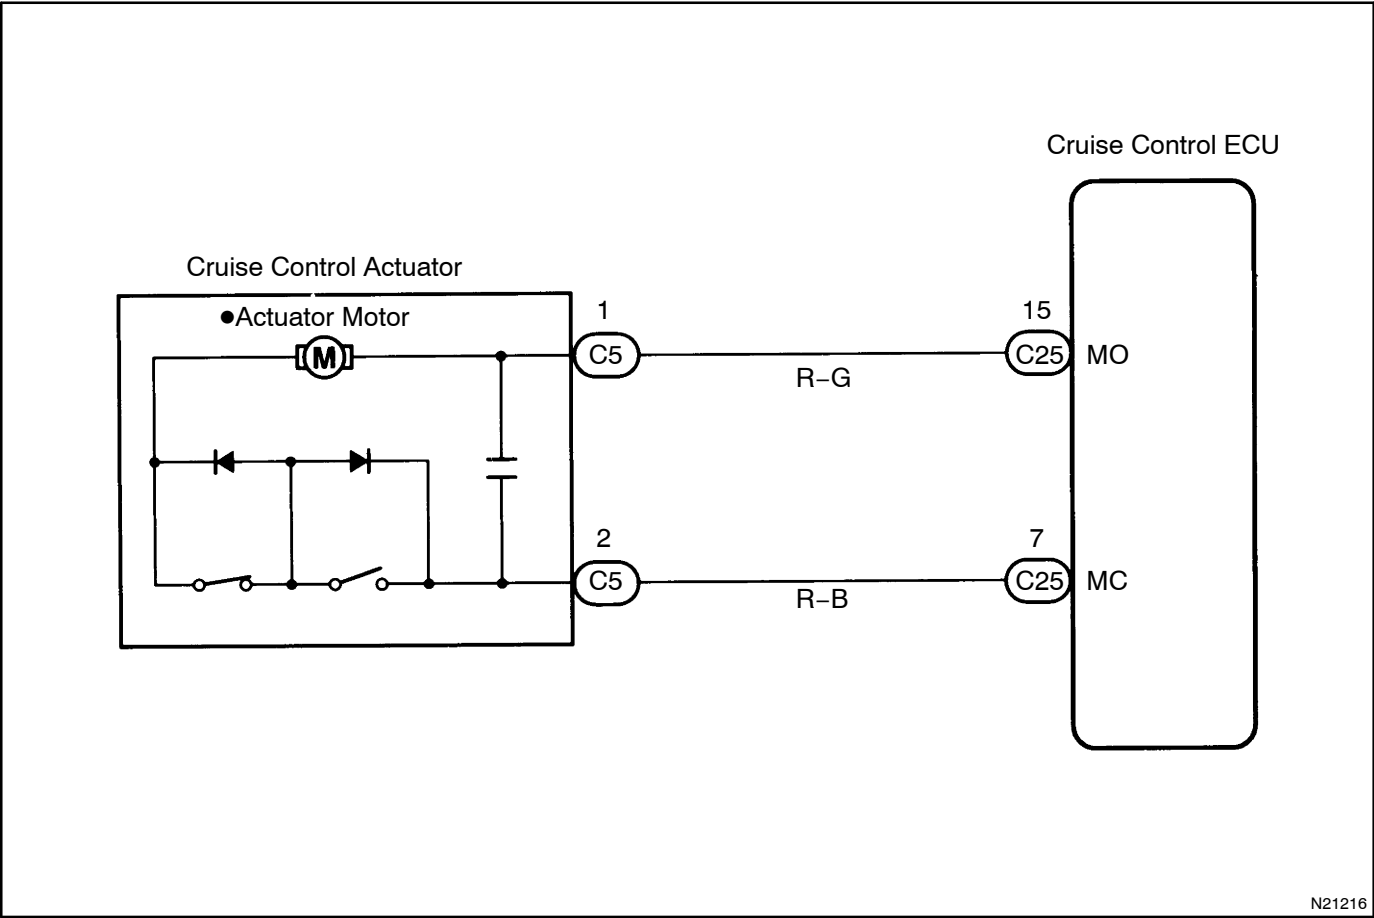 Cruise Control ECU
Cruise Control Actuator
●Actuator Motor
M
1
C5
R−G
15
C25
MO
2
C5
R−B
7
C25
MC
N21216